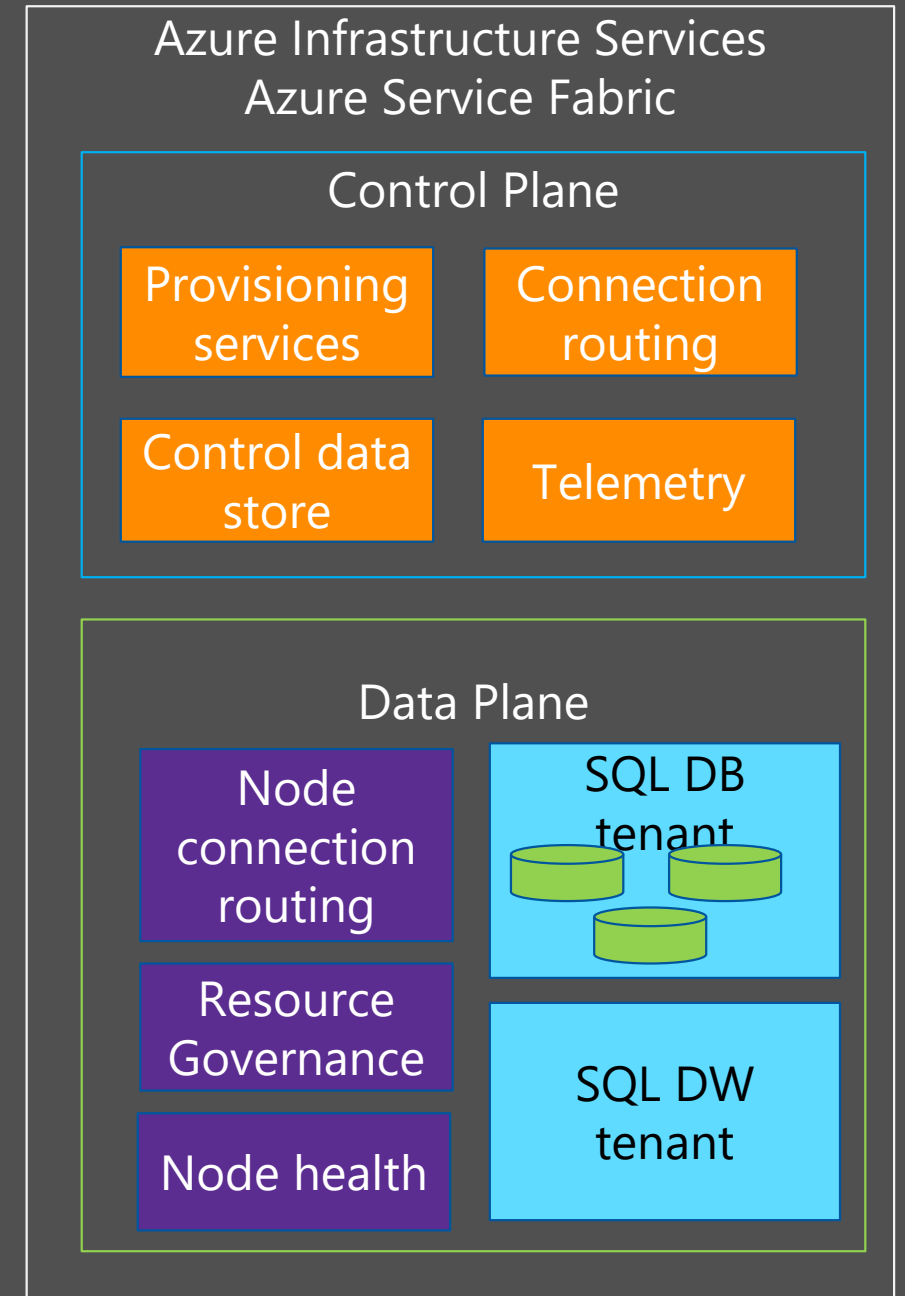 Azure Infrastructure Services
Azure Service Fabric
Control Plane
Provisioning
services
Connection
routing
Control data
store
Telemetry
Data Plane
Node
connection
routing
SQL DB
tenant
Resource
Governance
SQL DW
tenant
Node health